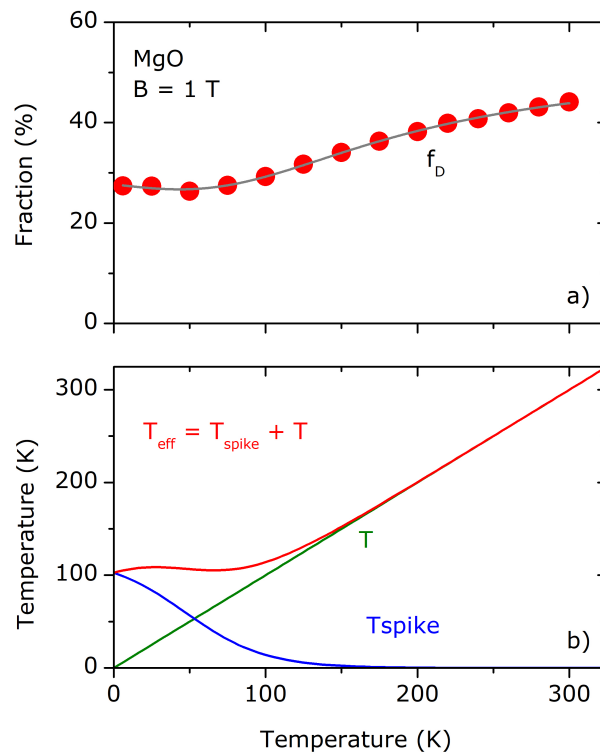 60
MgO
B = 1 T
40
f_D
20
0
Fraction (%)
a)
300
T_eff = T_spike + T
200
T
100
Tspike
0
b)
Temperature (K)
0 100 200 300
Temperature (K)